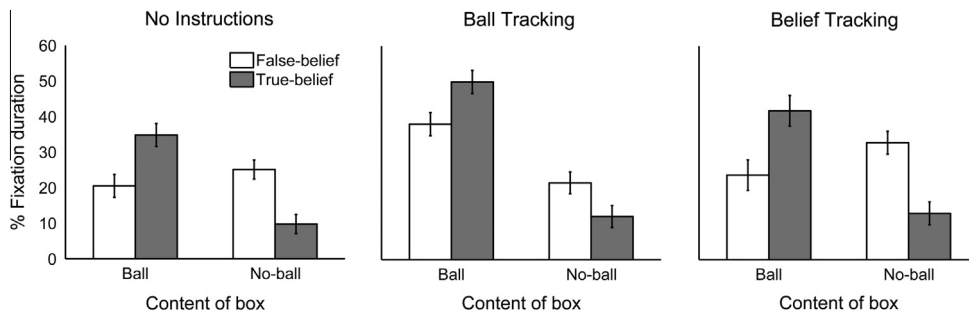 No Instructions
Ball Tracking
Belief Tracking
% Fixation duration
60
50
40
30
20
10
0
False-belief
True-belief
Ball
No-ball
Ball
No-ball
Ball
No-ball
Content of box
Content of box
Content of box